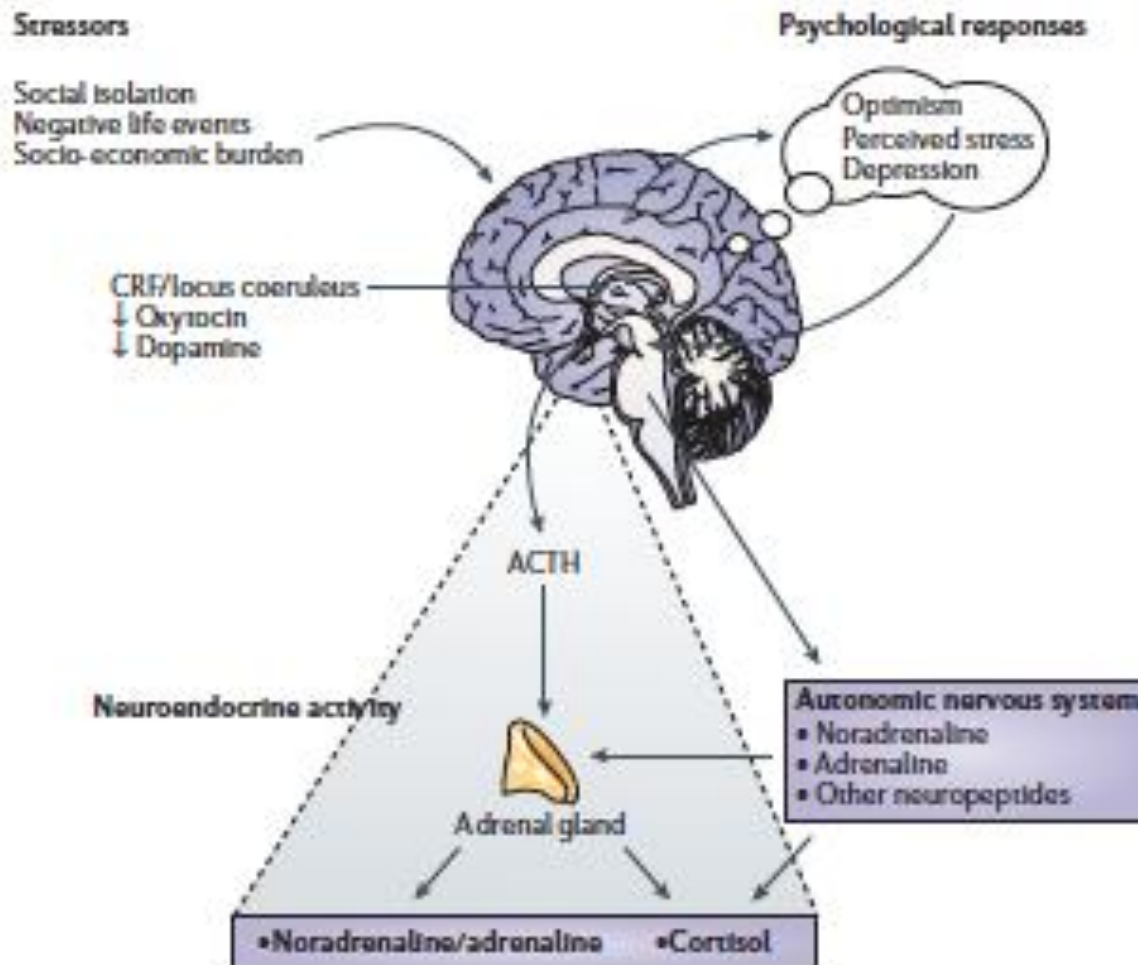 Stressors
Social isolation
Negative life events
Socio-economic burden
Psychological responses
Optimism
Perceived stress
Depression
CRF/locus coeruleus
↓ Oxytocin
↓ Dopamine
ACTH
Neuroendocrine activity
Adrenal gland
Autonomic nervous system
• Noradrenaline
• Adrenaline
• Other neuropeptides
•Noradrenaline/adrenaline •Cortisol